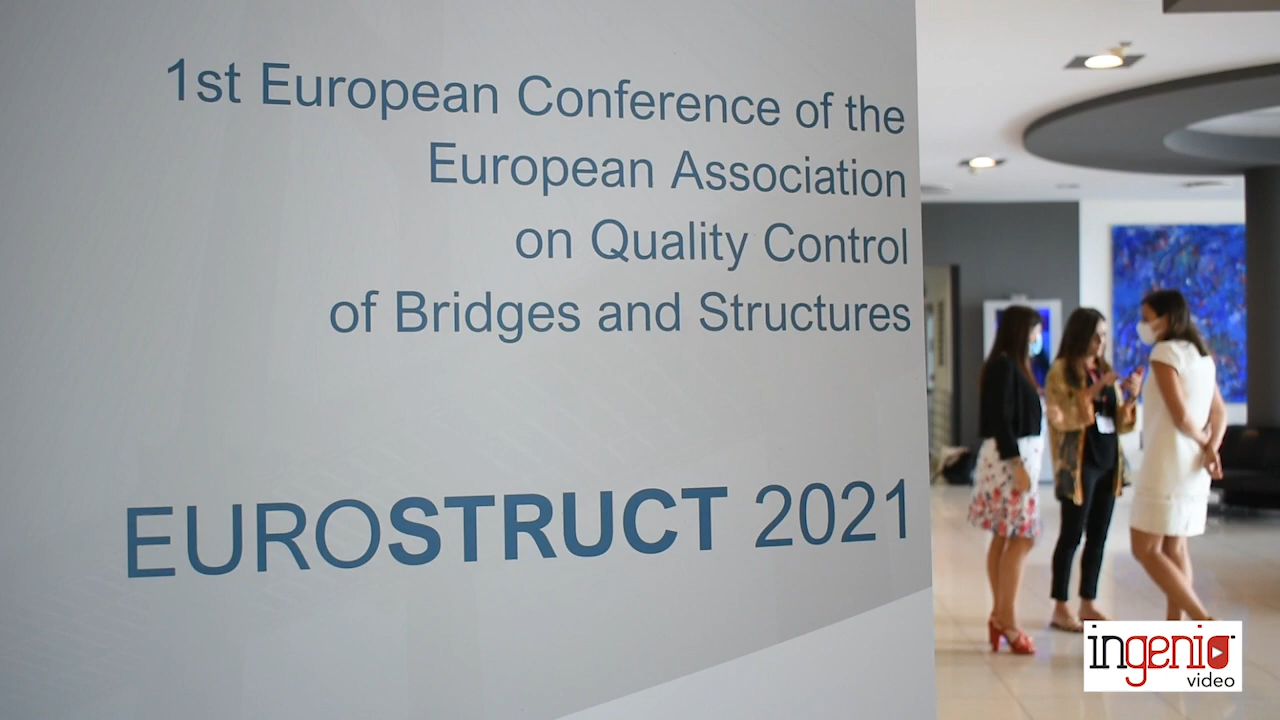 1st European Conference of the
European Association
on Quality Control
of Bridges and Structures
EUROSTRUCT 2021
ingenio
video